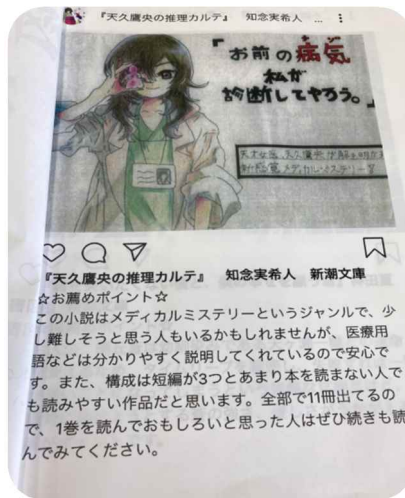 『天久鷹央の推理カルテ』 知念実希人 ...
「お前の病気
私が
診断してやろう。」
『天久鷹央の推理カルテ』 知念実希人 新潮文庫
☆お薦めポイント☆
この小説はメディカルミステリーというジャンルで、少
し難しそうと思う人もいるかもしれませんが、医療用
語などは分かりやすく説明してくれているので安心で
す。また、構成は短編が3つとあまり本を読まない人で
も読みやすい作品だと思います。全部で11冊出てるの
で、1巻を読んでおもしろいと思った人はぜひ続きも読
んでみてください。